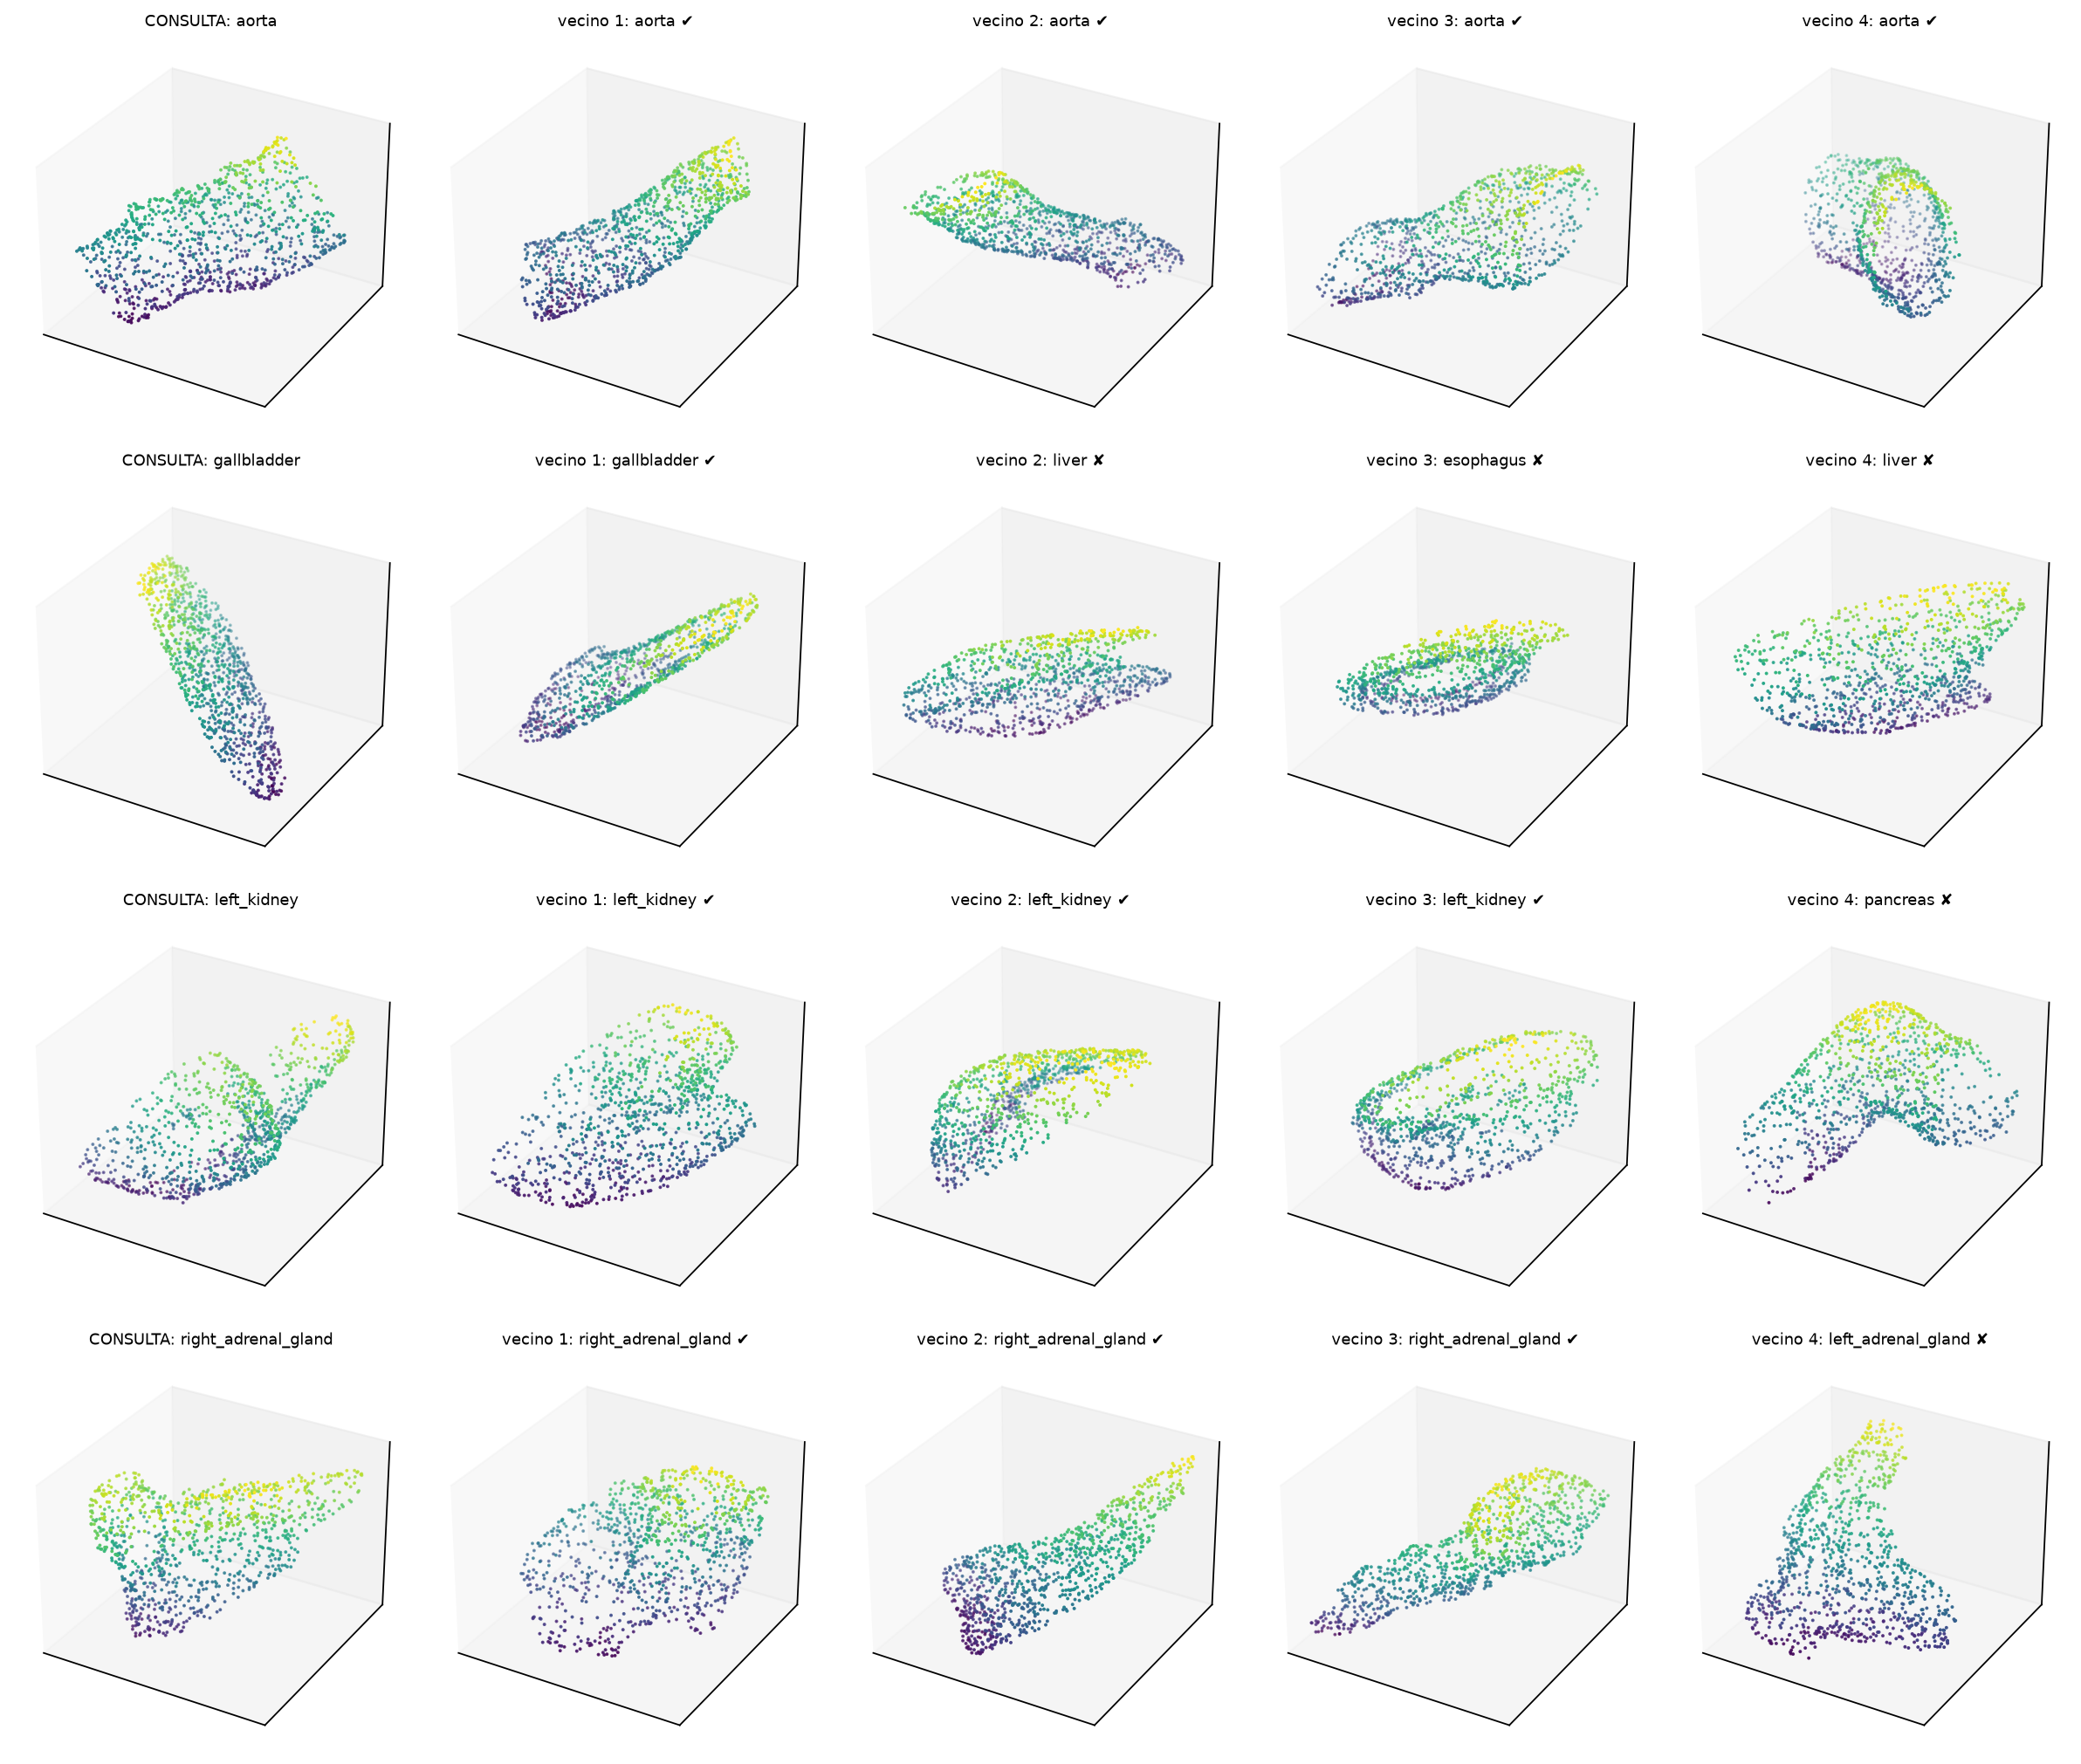 CONSULTA: aorta
vecino 1: aorta ✔
vecino 2: aorta ✔
vecino 3: aorta ✔
vecino 4: aorta ✔
CONSULTA: gallbladder
vecino 1: gallbladder ✔
vecino 2: liver ✘
vecino 3: esophagus ✘
vecino 4: liver ✘
CONSULTA: left_kidney
vecino 1: left_kidney ✔
vecino 2: left_kidney ✔
vecino 3: left_kidney ✔
vecino 4: pancreas ✘
CONSULTA: right_adrenal_gland
vecino 1: right_adrenal_gland ✔
vecino 2: right_adrenal_gland ✔
vecino 3: right_adrenal_gland ✔
vecino 4: left_adrenal_gland ✘